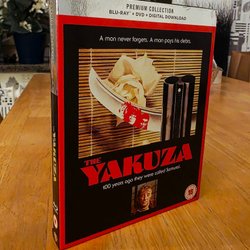 PREMIUM COLLECTION
BLU-RAY + DVD + DIGITAL DOWNLOAD
A man never forgets. A man pays his debts.
THE
YAKUZA
100 years ago they were called Samurai.
18